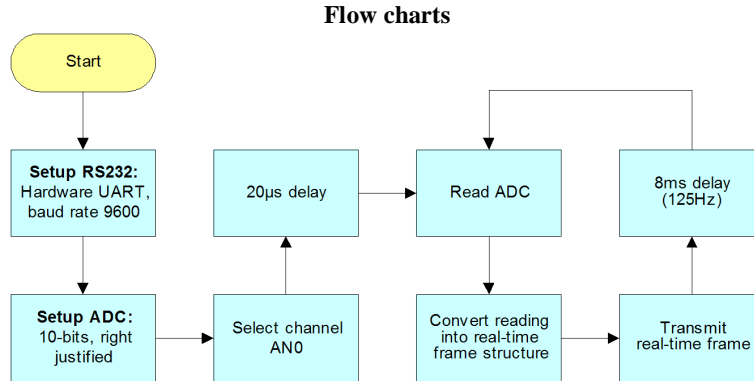 Flow charts
Start
Setup RS232:
Hardware UART,
baud rate 9600
Setup ADC:
10-bits, right
justified
Select channel
AN0
20µs delay
Read ADC
Convert reading
into real-time
frame structure
Transmit
real-time frame
8ms delay
(125Hz)